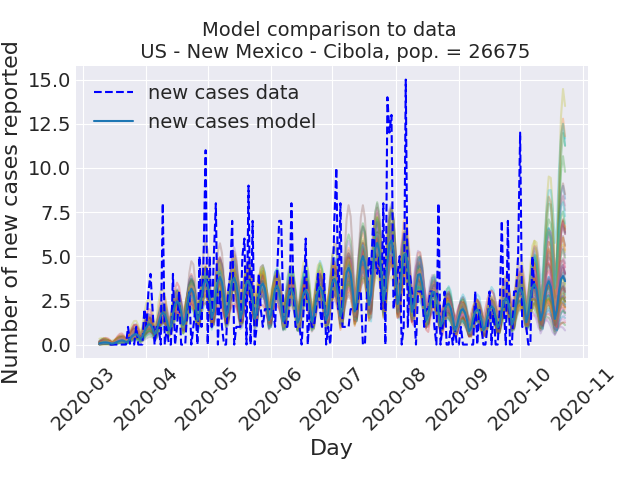 Model comparison to data
US - New Mexico - Cibola, pop. = 26675
Number of new cases reported
15.0
12.5
10.0
7.5
5.0
2.5
0.0
new cases data
new cases model
2020-03
2020-04
2020-05
2020-06
2020-07
2020-08
2020-09
2020-10
2020-11
Day